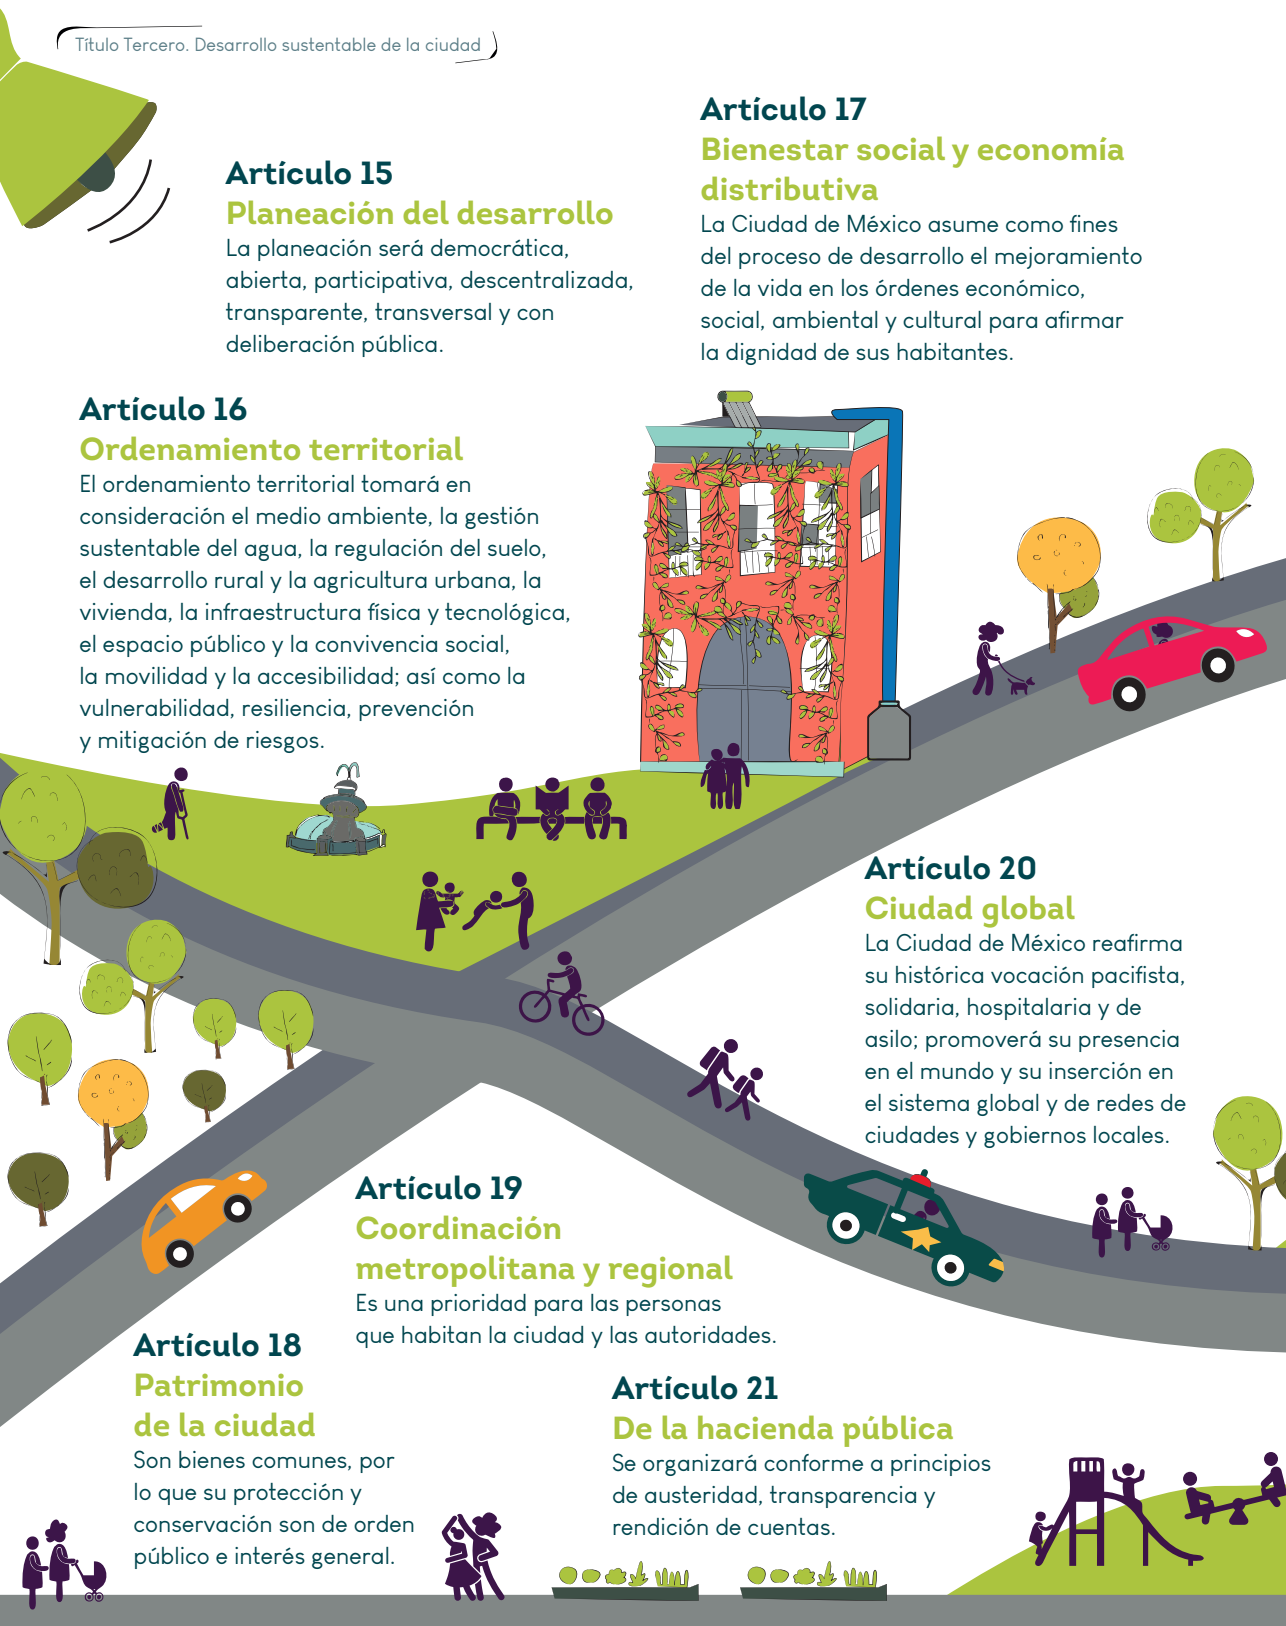 Título Tercero. Desarrollo sustentable de la ciudad
Artículo 15
Planeación del desarrollo
La planeación será democrática,
abierta, participativa, descentralizada,
transparente, transversal y con
deliberación pública.
Artículo 16
Ordenamiento territorial
El ordenamiento territorial tomará en
consideración el medio ambiente, la gestión
sustentable del agua, la regulación del suelo,
el desarrollo rural y la agricultura urbana, la
vivienda, la infraestructura física y tecnológica,
el espacio público y la convivencia social,
la movilidad y la accesibilidad; así como la
vulnerabilidad, resiliencia, prevención
y mitigación de riesgos.
Artículo 17
Bienestar social y economía
distributiva
La Ciudad de México asume como fines
del proceso de desarrollo el mejoramiento
de la vida en los órdenes económico,
social, ambiental y cultural para afirmar
la dignidad de sus habitantes.
Artículo 18
Patrimonio
de la ciudad
Son bienes comunes, por
lo que su protección y
conservación son de orden
público e interés general.
Artículo 19
Coordinación
metropolitana y regional
Es una prioridad para las personas
que habitan la ciudad y las autoridades.
Artículo 20
Ciudad global
La Ciudad de México reafirma
su histórica vocación pacifista,
solidaria, hospitalaria y de
asilo; promoverá su presencia
en el mundo y su inserción en
el sistema global y de redes de
ciudades y gobiernos locales.
Artículo 21
De la hacienda pública
Se organizará conforme a principios
de austeridad, transparencia y
rendición de cuentas.